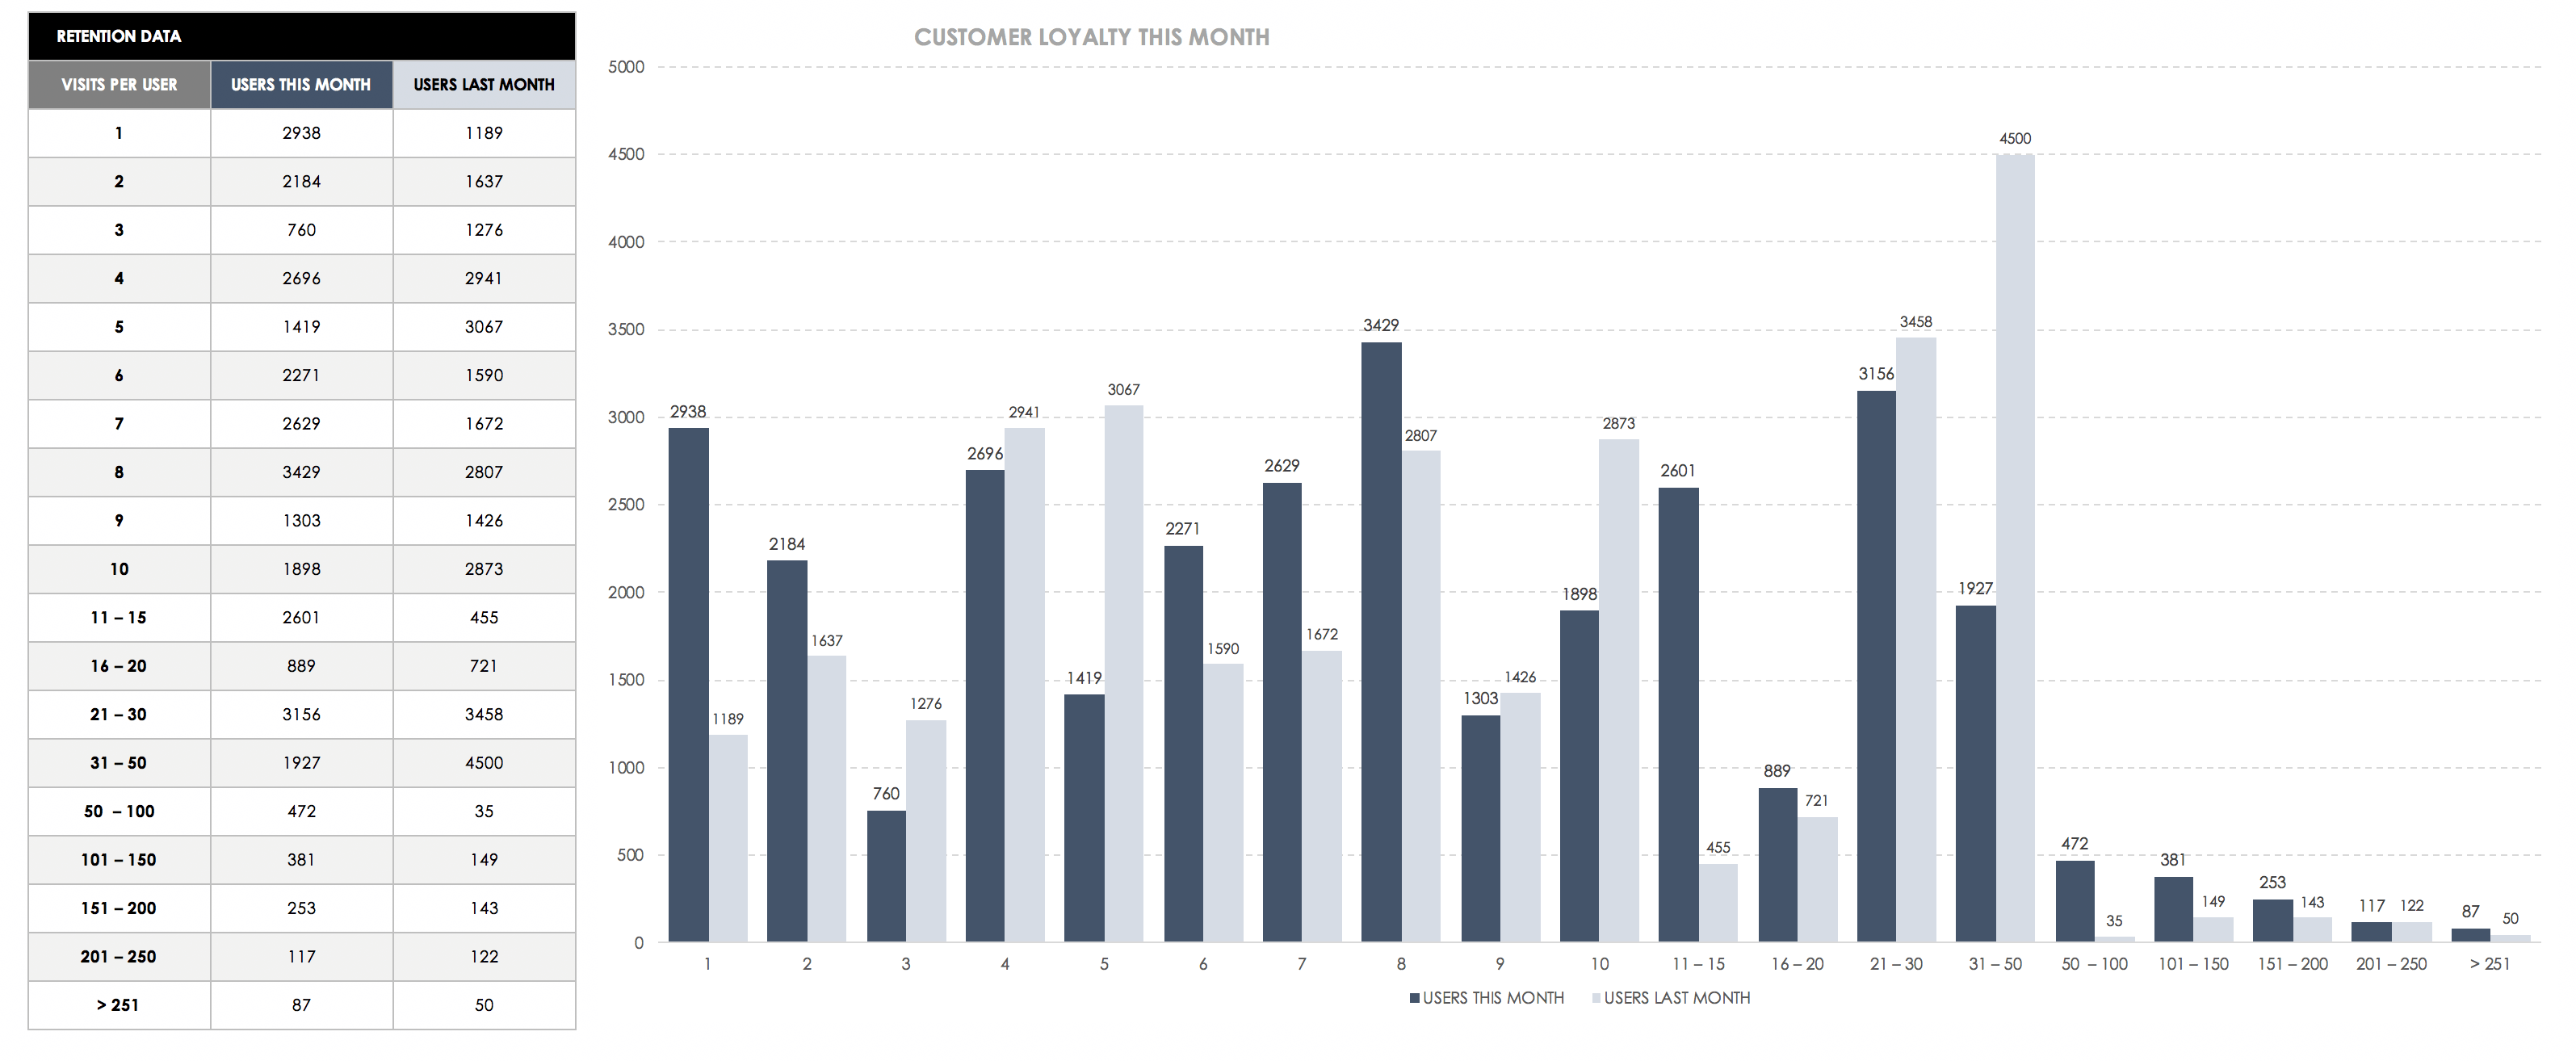 RETENTION DATA
VISITS PER USER USERS THIS MONTH USERS LAST MONTH
1 2938 1189
2 2184 1637
3 760 1276
4 2696 2941
5 1419 3067
6 2271 1590
7 2629 1672
8 3429 2807
9 1303 1426
10 1898 2873
11 – 15 2601 455
16 – 20 889 721
21 – 30 3156 3458
31 – 50 1927 4500
50 – 100 472 35
101 – 150 381 149
151 – 200 253 143
201 – 250 117 122
> 251 87 50
CUSTOMER LOYALTY THIS MONTH
5000
4500
4000
3500
3000
2500
2000
1500
1000
500
0
2938 1189
2184 1637
760 1276
2696 2941
1419 3067
2271 1590
2629 1672
3429 2807
1303 1426
1898 2873
2601 455
889 721
3156 3458
1927 4500
472 35
381 149
253 143
117 122
87 50
1 2 3 4 5 6 7 8 9 10 11 – 15 16 – 20 21 – 30 31 – 50 50 – 100 101 – 150 151 – 200 201 – 250 > 251
USERS THIS MONTH USERS LAST MONTH